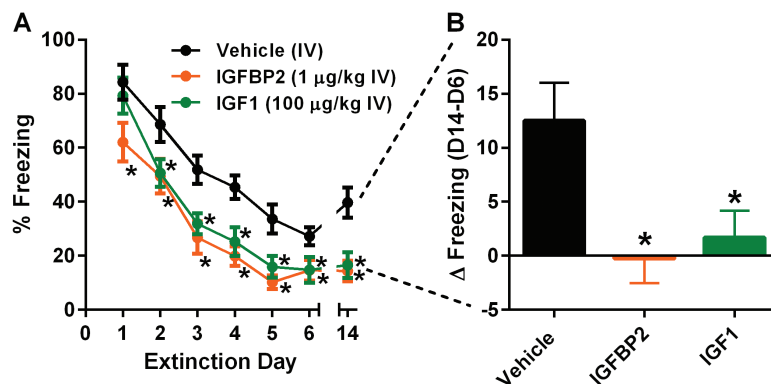 A
% Freezing
100
80
60
40
20
0
Vehicle (IV)
IGFBP2 (1 μg/kg IV)
IGF1 (100 μg/kg IV)
* * * * * *
* * * * * *
0 1 2 3 4 5 6 14
Extinction Day
B
Δ Freezing (D14-D6)
20
15
10
5
0
-5
* *
Vehicle
IGFBP2
IGF1